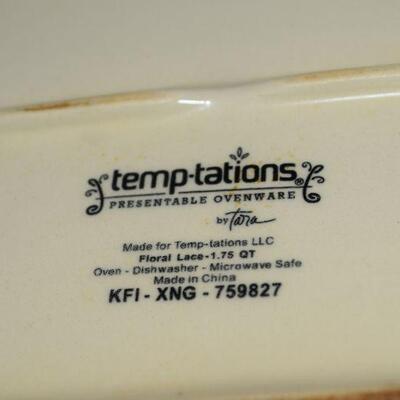 temp-tations®
PRESENTABLE OVENWARE
by tara
Made for Temp-tations LLC
Floral Lace-1.75 QT
Oven - Dishwasher - Microwave Safe
Made in China
KFI - XNG - 759827